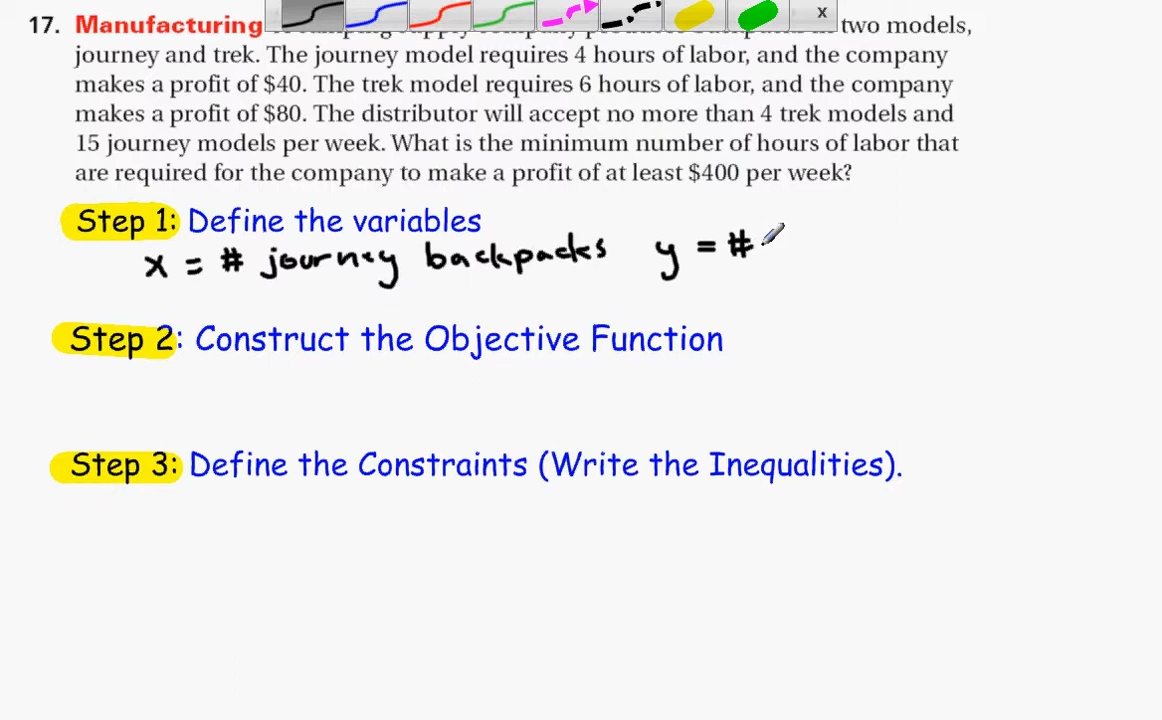 17. Manufacturing two models,
journey and trek. The journey model requires 4 hours of labor, and the company
makes a profit of $40. The trek model requires 6 hours of labor, and the company
makes a profit of $80. The distributor will accept no more than 4 trek models and
15 journey models per week. What is the minimum number of hours of labor that
are required for the company to make a profit of at least $400 per week?
Step 1: Define the variables
x = # journey backpacks y = #
Step 2: Construct the Objective Function
Step 3: Define the Constraints (Write the Inequalities).